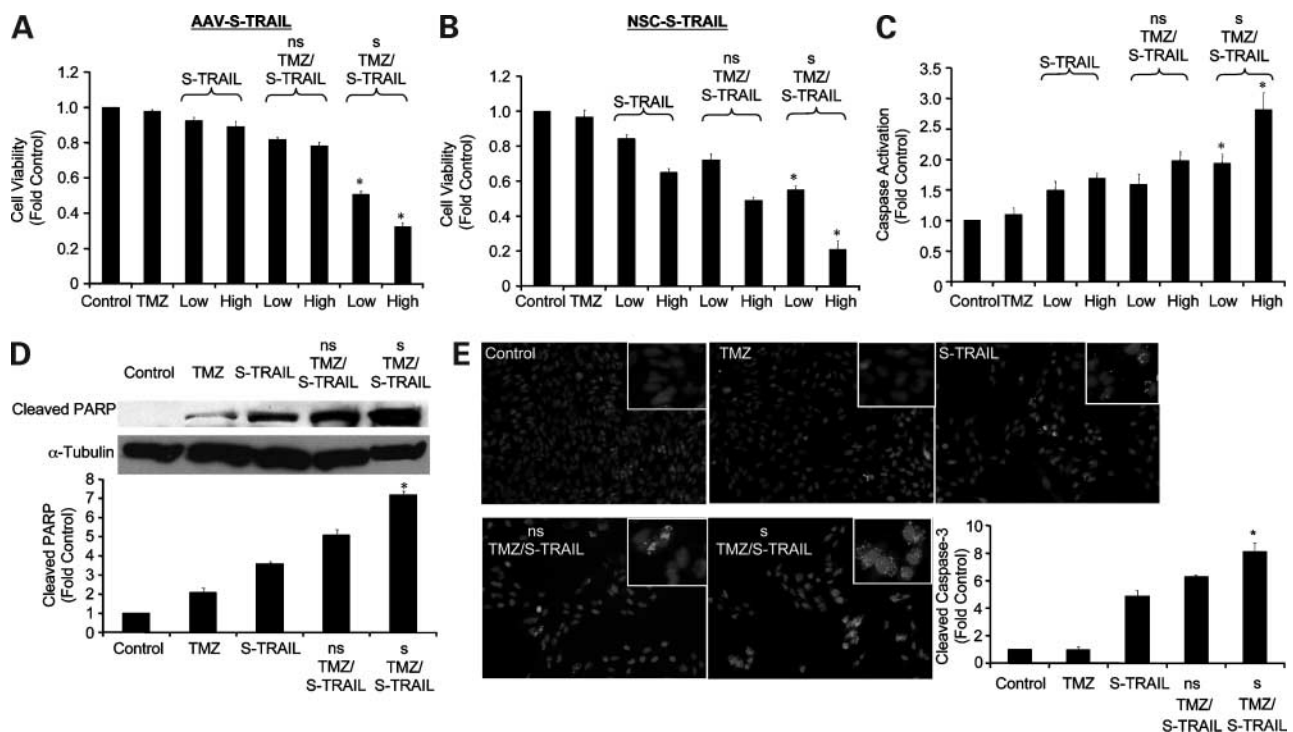 A
AAV-S-TRAIL
ns
TMZ/
S-TRAIL
s
TMZ/
S-TRAIL
S-TRAIL
Cell Viability
(Fold Control)
1.2
1.0
0.8
0.6
0.4
0.2
0
*
*
Control TMZ Low High Low High Low High
B
NSC-S-TRAIL
ns
TMZ/
S-TRAIL
s
TMZ/
S-TRAIL
S-TRAIL
Cell Viability
(Fold Control)
1.2
1.0
0.8
0.6
0.4
0.2
0
*
*
Control TMZ Low High Low High Low High
C
ns
TMZ/
S-TRAIL
s
TMZ/
S-TRAIL
S-TRAIL
Caspase Activation
(Fold Control)
3.5
3.0
2.5
2.0
1.5
1.0
0.5
*
*
Control TMZ Low High Low High Low High
D
Control
TMZ
S-TRAIL
ns
TMZ/
S-TRAIL
s
TMZ/
S-TRAIL
Cleaved PARP
α-Tubulin
Cleaved PARP
(Fold Control)
8
7
6
5
4
3
2
1
0
*
Control
TMZ
S-TRAIL
ns
TMZ/
S-TRAIL
s
TMZ/
S-TRAIL
E
Control
TMZ
S-TRAIL
ns
TMZ/S-TRAIL
s
TMZ/S-TRAIL
Cleaved Caspase-3
(Fold Control)
10
8
6
4
2
0
*
Control
TMZ
S-TRAIL
ns
TMZ/
S-TRAIL
s
TMZ/
S-TRAIL